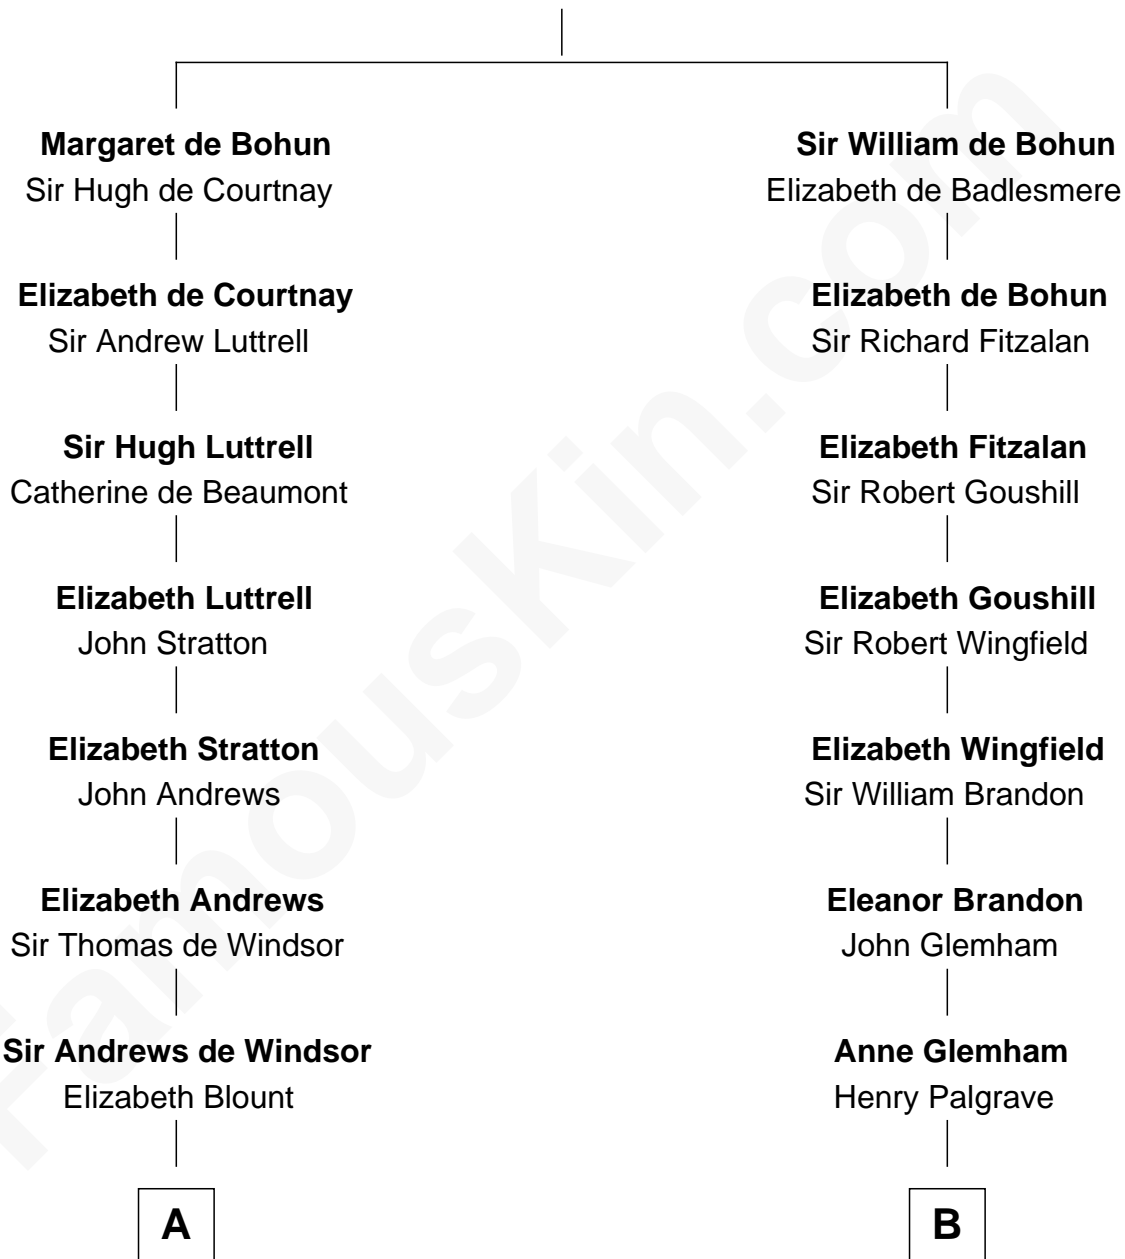 Margaret de Bohun
Sir Hugh de Courtnay
Sir William de Bohun
Elizabeth de Badlesmere
Elizabeth de Courtnay
Sir Andrew Luttrell
Elizabeth de Bohun
Sir Richard Fitzalan
Sir Hugh Luttrell
Catherine de Beaumont
Elizabeth Fitzalan
Sir Robert Goushill
Elizabeth Luttrell
John Stratton
Elizabeth Goushill
Sir Robert Wingfield
Elizabeth Stratton
John Andrews
Elizabeth Wingfield
Sir William Brandon
Elizabeth Andrews
Sir Thomas de Windsor
Eleanor Brandon
John Glemham
Sir Andrews de Windsor
Elizabeth Blount
Anne Glemham
Henry Palgrave
A
B
FamousKin.com